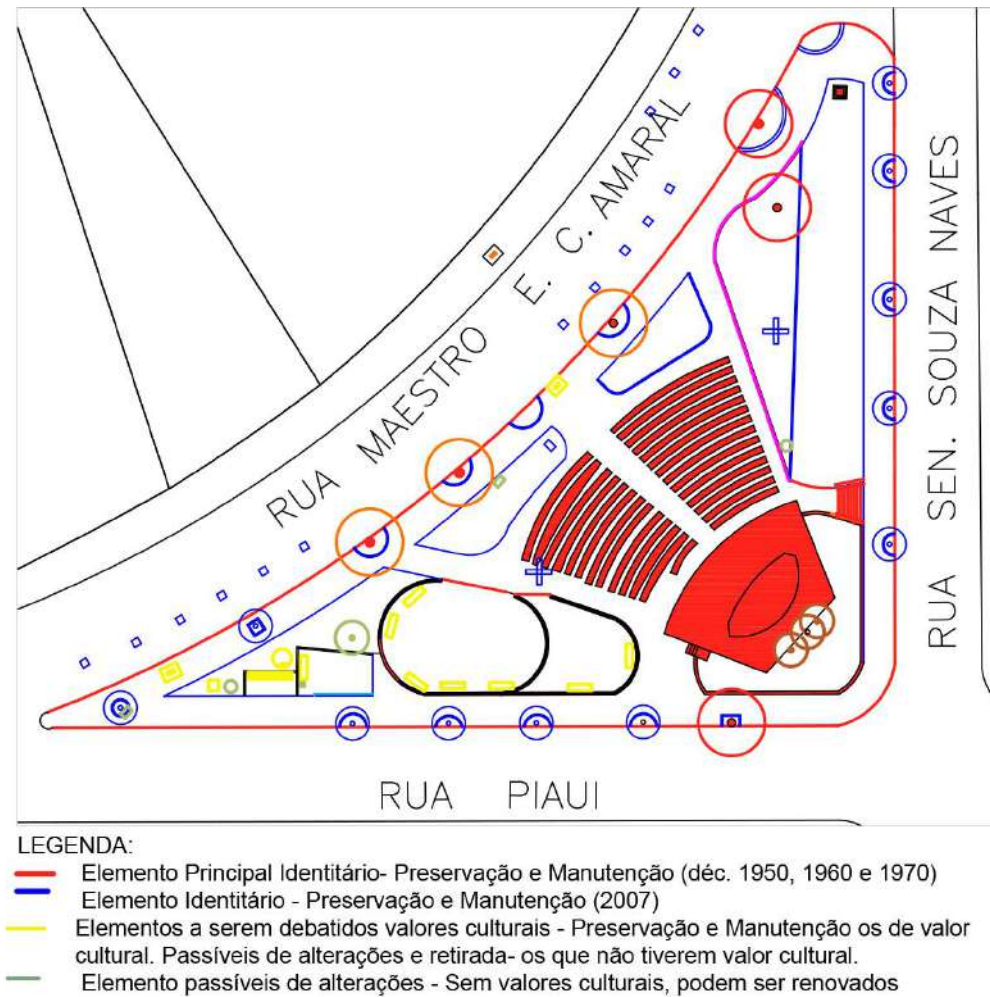 RUA MAESTRO E. C. AMARAL
RUA SEN. SOUZA NAVES
RUA PIAUI
LEGENDA:
Elemento Principal Identitário- Preservação e Manutenção (déc. 1950, 1960 e 1970)
Elemento Identitário - Preservação e Manutenção (2007)
Elementos a serem debatidos valores culturais - Preservação e Manutenção os de valor
cultural. Passíveis de alterações e retirada- os que não tiverem valor cultural.
Elemento passíveis de alterações - Sem valores culturais, podem ser renovados